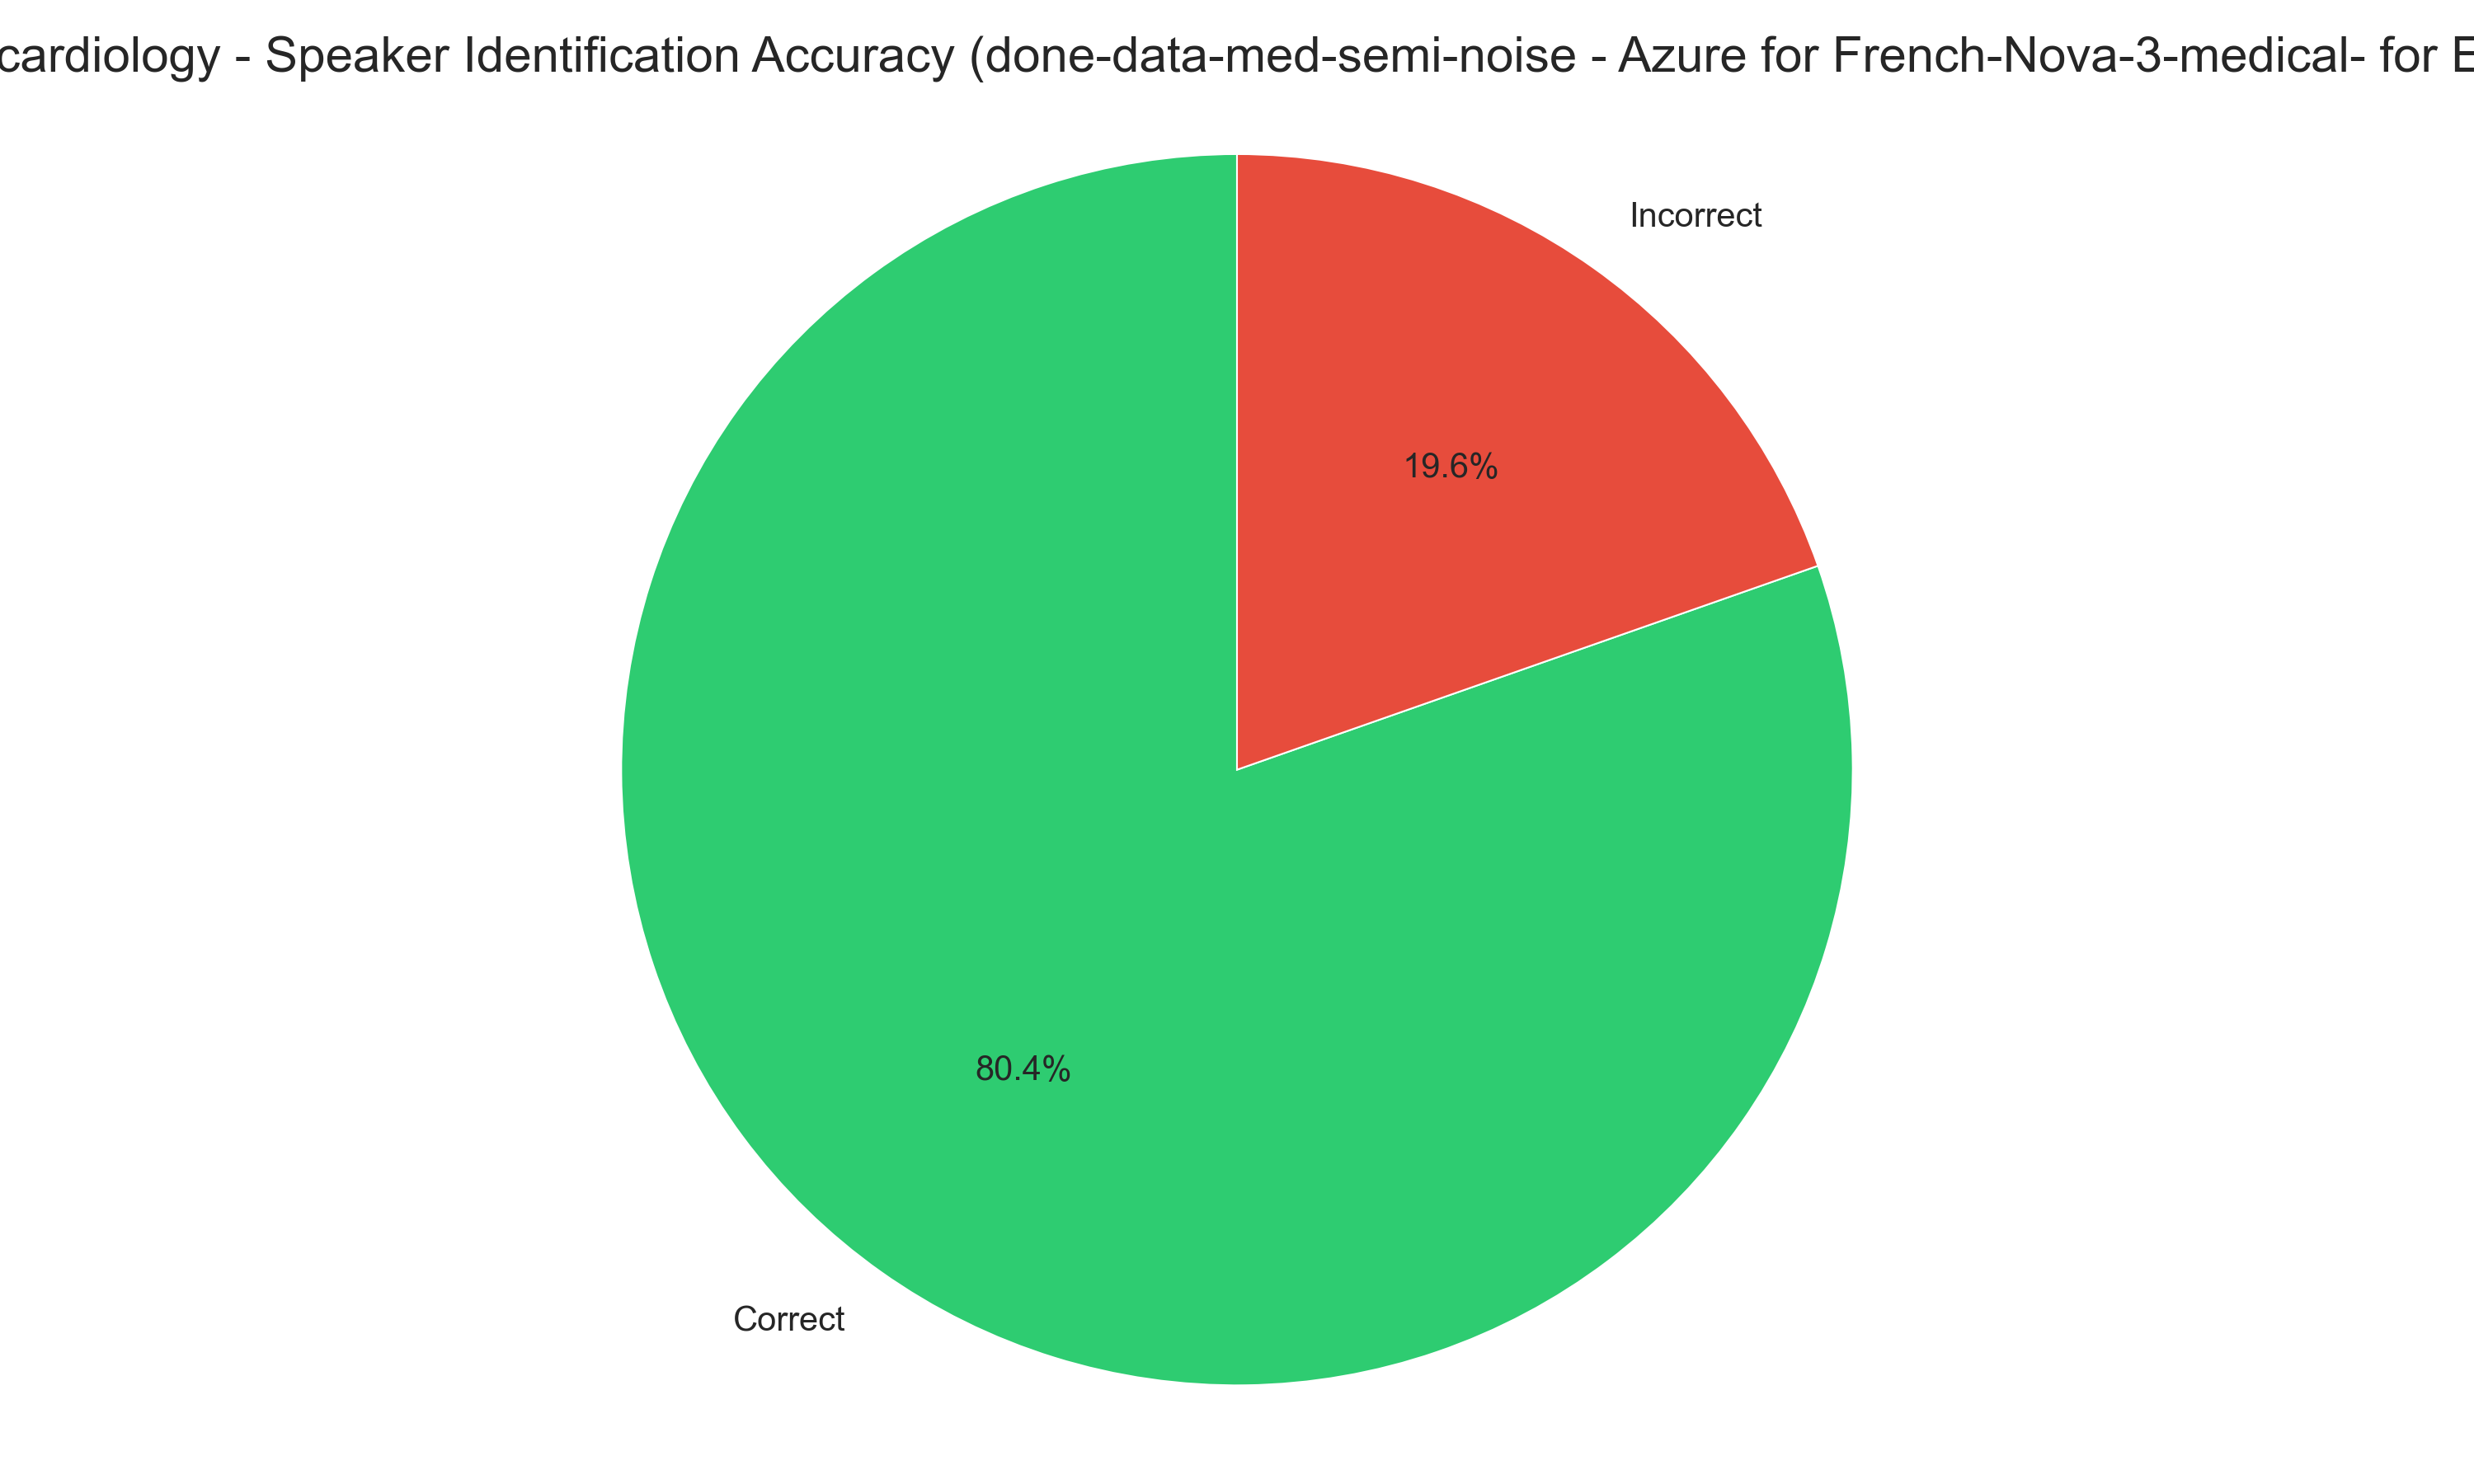 cardiology - Speaker Identification Accuracy (done-data-med-semi-noise - Azure for French-Nova-3-medical- for
Incorrect
19.6%
80.4%
Correct